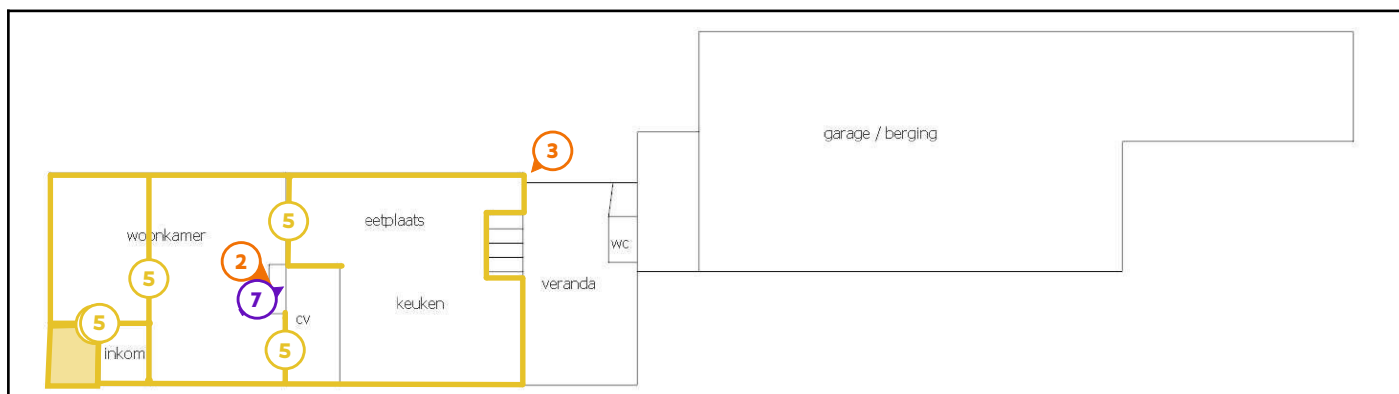 garage / berging
3
5
eetplaats
woonkamer
wc
2
5
veranda
7
keuken
cv
5
inkom
5